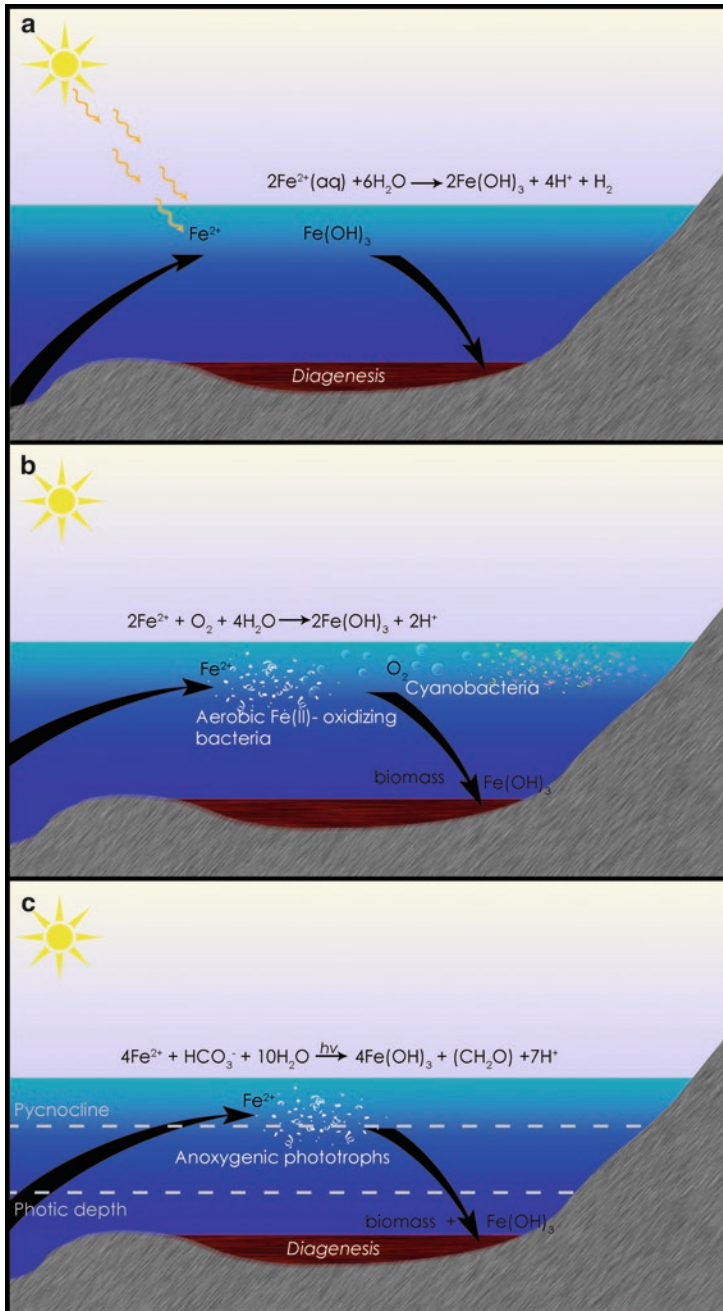 a
2Fe²⁺(aq) +6H₂O ⟶ 2Fe(OH)₃ + 4H⁺ + H₂
Fe²⁺ Fe(OH)₃
Diagenesis
b
2Fe²⁺ + O₂ + 4H₂O ⟶ 2Fe(OH)₃ + 2H⁺
Fe²⁺ O₂
Cyanobacteria
Aerobic Fe(II)- oxidizing
bacteria
biomass Fe(OH)₃
c
4Fe²⁺ + HCO₃⁻ + 10H₂O hv ⟶ 4Fe(OH)₃ + (CH₂O) +7H⁺
Fe²⁺
Pycnocline
Anoxygenic phototrophs
Photic depth
biomass + Fe(OH)₃
Diagenesis